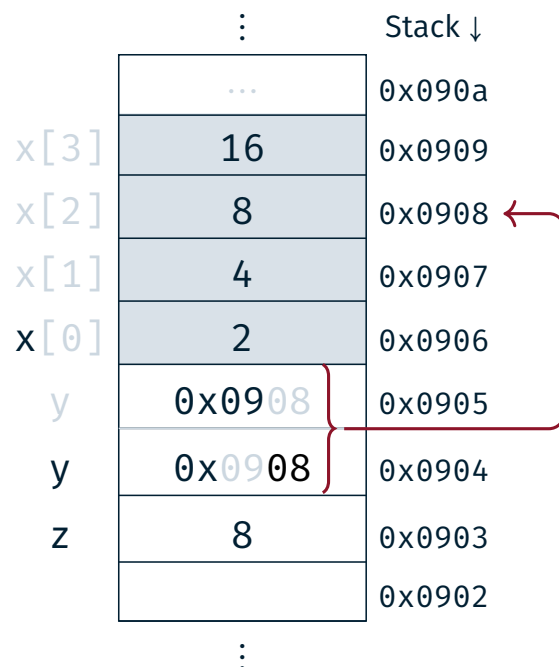 ⋮ Stack ↓
... 0x090a
x[3] 16 0x0909
x[2] 8 0x0908
x[1] 4 0x0907
x[0] 2 0x0906
y 0x0908 0x0905
y 0x0908 0x0904
z 8 0x0903
0x0902
⋮